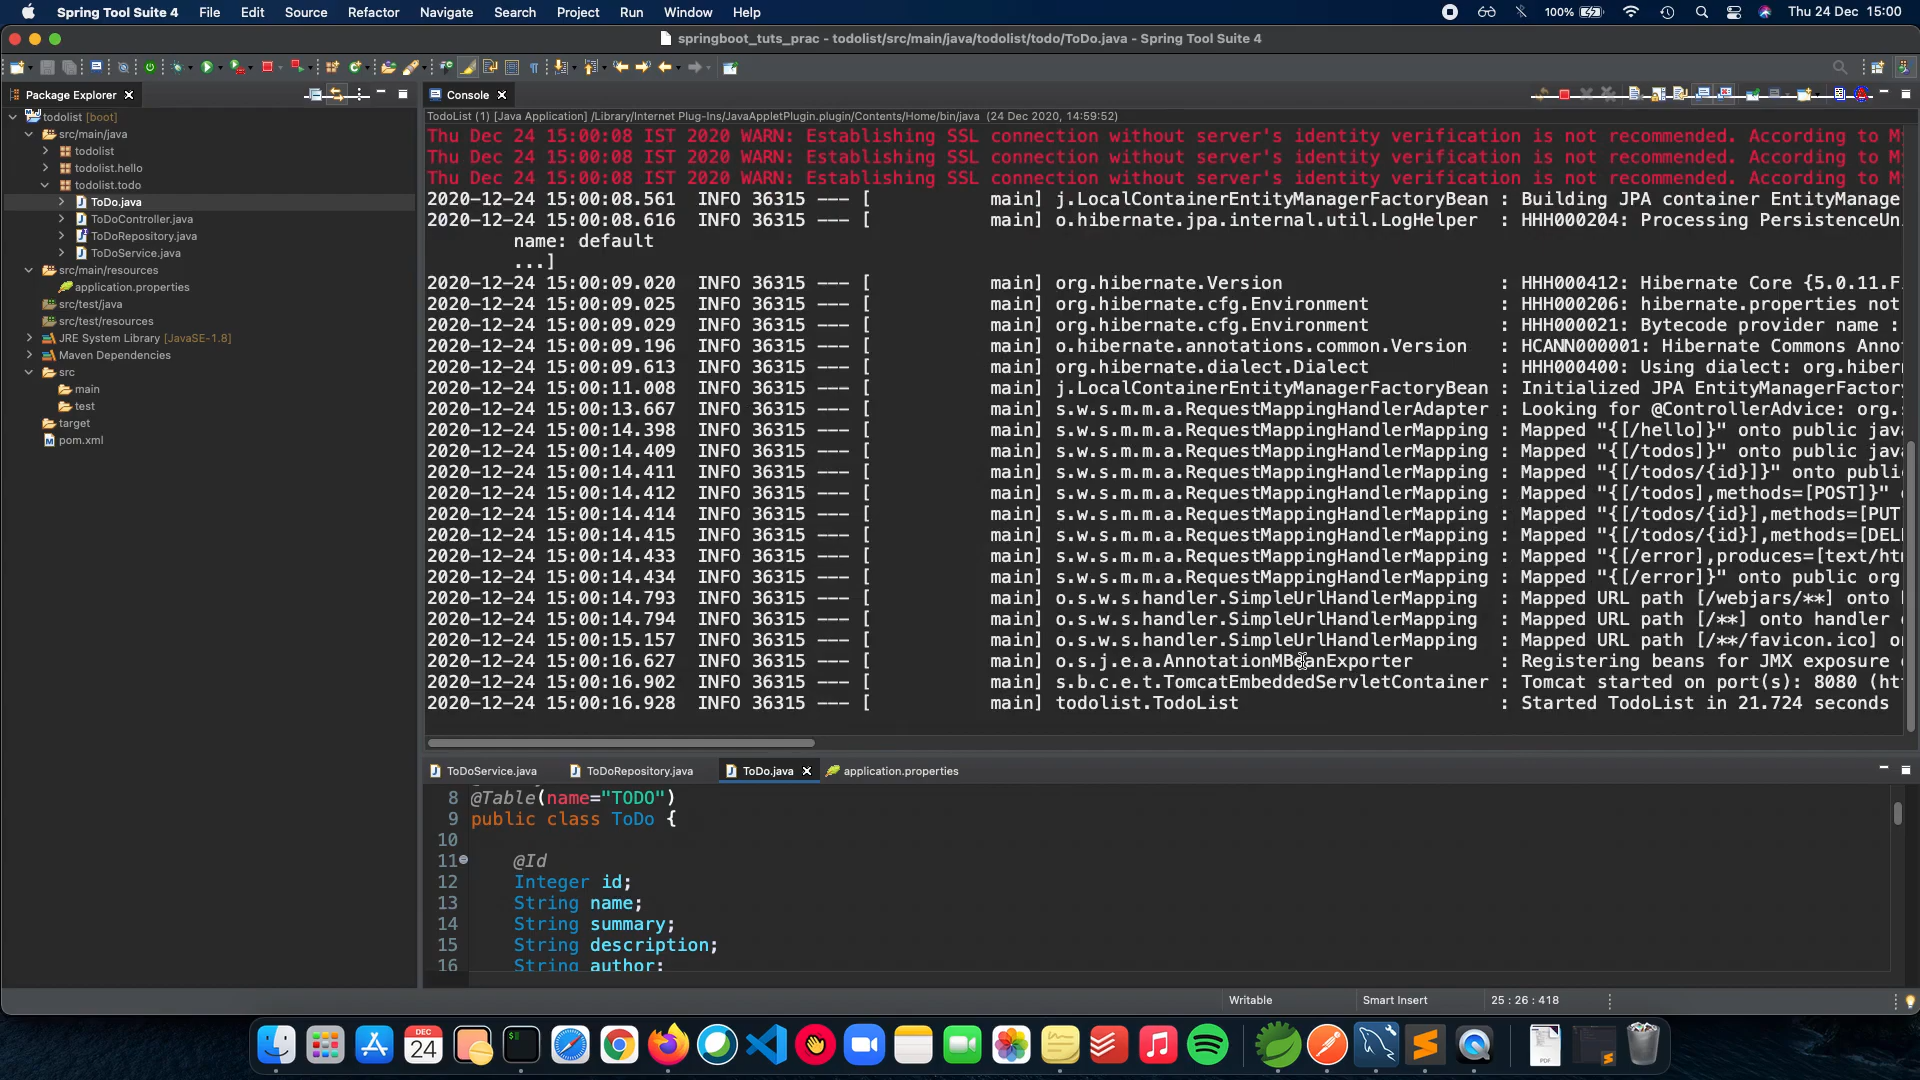 Spring Tool Suite 4 File Edit Source Refactor Navigate Search Project Run Window Help 100% Thu 24 Dec 15:00
springboot_tuts_prac - todolist/src/main/java/todolist/todo/ToDo.java - Spring Tool Suite 4
Package Explorer
todolist [boot]
src/main/java
todolist
todolist.hello
todolist.todo
ToDo.java
ToDoController.java
ToDoRepository.java
ToDoService.java
src/main/resources
application.properties
src/test/java
src/test/resources
JRE System Library [JavaSE-1.8]
Maven Dependencies
src
main
test
target
pom.xml
Console
TodoList (1) [Java Application] /Library/Internet Plug-Ins/JavaAppletPlugin.plugin/Contents/Home/bin/java (24 Dec 2020, 14:59:52)
Thu Dec 24 15:00:08 IST 2020 WARN: Establishing SSL connection without server's identity verification is not recommended. According to M
Thu Dec 24 15:00:08 IST 2020 WARN: Establishing SSL connection without server's identity verification is not recommended. According to M
Thu Dec 24 15:00:08 IST 2020 WARN: Establishing SSL connection without server's identity verification is not recommended. According to M
2020-12-24 15:00:08.561 INFO 36315 --- [ main] j.LocalContainerEntityManagerFactoryBean : Building JPA container EntityManage
2020-12-24 15:00:08.616 INFO 36315 --- [ main] o.hibernate.jpa.internal.util.LogHelper : HHH000204: Processing PersistenceUn
name: default
...]
2020-12-24 15:00:09.020 INFO 36315 --- [ main] org.hibernate.Version : HHH000412: Hibernate Core {5.0.11.F
2020-12-24 15:00:09.025 INFO 36315 --- [ main] org.hibernate.cfg.Environment : HHH000206: hibernate.properties not
2020-12-24 15:00:09.029 INFO 36315 --- [ main] org.hibernate.cfg.Environment : HHH000021: Bytecode provider name :
2020-12-24 15:00:09.196 INFO 36315 --- [ main] o.hibernate.annotations.common.Version : HCANN000001: Hibernate Commons Anno
2020-12-24 15:00:09.613 INFO 36315 --- [ main] org.hibernate.dialect.Dialect : HHH000400: Using dialect: org.hiber
2020-12-24 15:00:11.008 INFO 36315 --- [ main] j.LocalContainerEntityManagerFactoryBean : Initialized JPA EntityManagerFactory
2020-12-24 15:00:13.667 INFO 36315 --- [ main] s.w.s.m.m.a.RequestMappingHandlerAdapter : Looking for @ControllerAdvice: org.
2020-12-24 15:00:14.398 INFO 36315 --- [ main] s.w.s.m.m.a.RequestMappingHandlerMapping : Mapped "{[/hello]}" onto public jav
2020-12-24 15:00:14.409 INFO 36315 --- [ main] s.w.s.m.m.a.RequestMappingHandlerMapping : Mapped "{[/todos]}" onto public jav
2020-12-24 15:00:14.411 INFO 36315 --- [ main] s.w.s.m.m.a.RequestMappingHandlerMapping : Mapped "{[/todos/{id}]}" onto publi
2020-12-24 15:00:14.412 INFO 36315 --- [ main] s.w.s.m.m.a.RequestMappingHandlerMapping : Mapped "{[/todos],methods=[POST]}"
2020-12-24 15:00:14.414 INFO 36315 --- [ main] s.w.s.m.m.a.RequestMappingHandlerMapping : Mapped "{[/todos/{id}],methods=[PUT
2020-12-24 15:00:14.415 INFO 36315 --- [ main] s.w.s.m.m.a.RequestMappingHandlerMapping : Mapped "{[/todos/{id}],methods=[DEL
2020-12-24 15:00:14.433 INFO 36315 --- [ main] s.w.s.m.m.a.RequestMappingHandlerMapping : Mapped "{[/error],produces=[text/ht
2020-12-24 15:00:14.434 INFO 36315 --- [ main] s.w.s.m.m.a.RequestMappingHandlerMapping : Mapped "{[/error]}" onto public org
2020-12-24 15:00:14.793 INFO 36315 --- [ main] o.s.w.s.handler.SimpleUrlHandlerMapping : Mapped URL path [/webjars/**] onto
2020-12-24 15:00:14.794 INFO 36315 --- [ main] o.s.w.s.handler.SimpleUrlHandlerMapping : Mapped URL path [/**] onto handler
2020-12-24 15:00:15.157 INFO 36315 --- [ main] o.s.w.s.handler.SimpleUrlHandlerMapping : Mapped URL path [/**/favicon.ico] o
2020-12-24 15:00:16.627 INFO 36315 --- [ main] o.s.j.e.a.AnnotationMBeanExporter : Registering beans for JMX exposure
2020-12-24 15:00:16.902 INFO 36315 --- [ main] s.b.c.e.t.TomcatEmbeddedServletContainer : Tomcat started on port(s): 8080 (ht
2020-12-24 15:00:16.928 INFO 36315 --- [ main] todolist.TodoList : Started TodoList in 21.724 seconds
ToDoService.java ToDoRepository.java ToDo.java application.properties
8 @Table(name="TODO")
9 public class ToDo {
10
11 @Id
12 Integer id;
13 String name;
14 String summary;
15 String description;
16 String author;
Writable Smart Insert 25 : 26 : 418
DEC
24
PDF